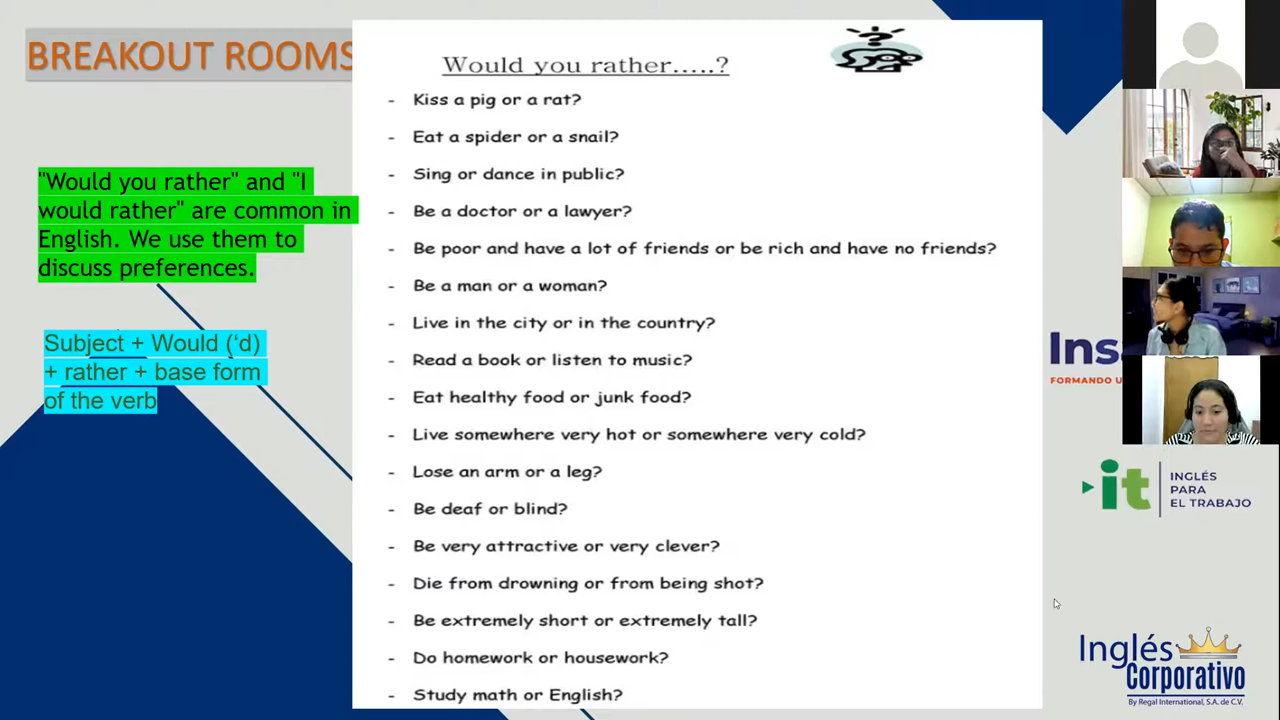 BREAKOUT ROOMS
"Would you rather" and "I
would rather" are common in
English. We use them to
discuss preferences.
Subject + Would ('d)
+ rather + base form
of the verb
Would you rather.....?
- Kiss a pig or a rat?
- Eat a spider or a snail?
- Sing or dance in public?
- Be a doctor or a lawyer?
- Be poor and have a lot of friends or be rich and have no friends?
- Be a man or a woman?
- Live in the city or in the country?
- Read a book or listen to music?
- Eat healthy food or junk food?
- Live somewhere very hot or somewhere very cold?
- Lose an arm or a leg?
- Be deaf or blind?
- Be very attractive or very clever?
- Die from drowning or from being shot?
- Be extremely short or extremely tall?
- Do homework or housework?
- Study math or English?
Ins
FORMANDO U
it
INGLÉS
PARA
EL TRABAJO
Inglés
Corporativo
By Regal International, S.A. de C.V.